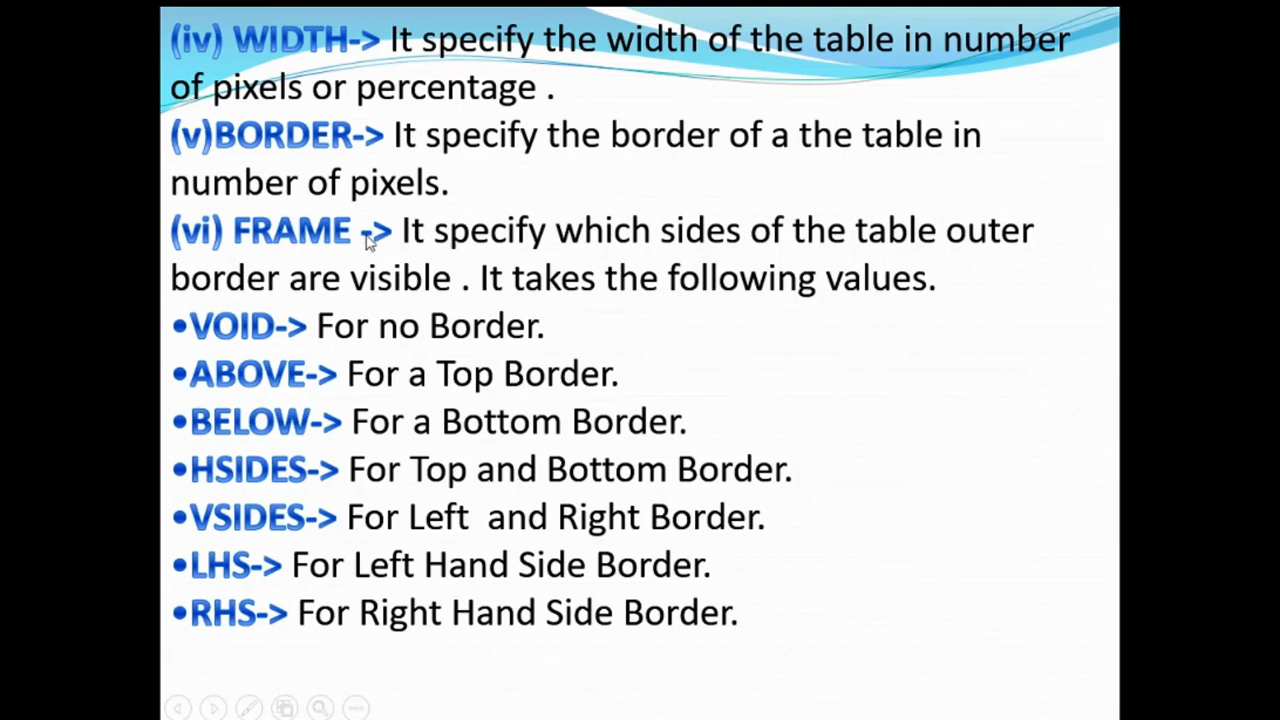 (iv) WIDTH-> It specify the width of the table in number
of pixels or percentage .
(v)BORDER-> It specify the border of a the table in
number of pixels.
(vi) FRAME -> It specify which sides of the table outer
border are visible . It takes the following values.
•VOID-> For no Border.
•ABOVE-> For a Top Border.
•BELOW-> For a Bottom Border.
•HSIDES-> For Top and Bottom Border.
•VSIDES-> For Left  and Right Border.
•LHS-> For Left Hand Side Border.
•RHS-> For Right Hand Side Border.